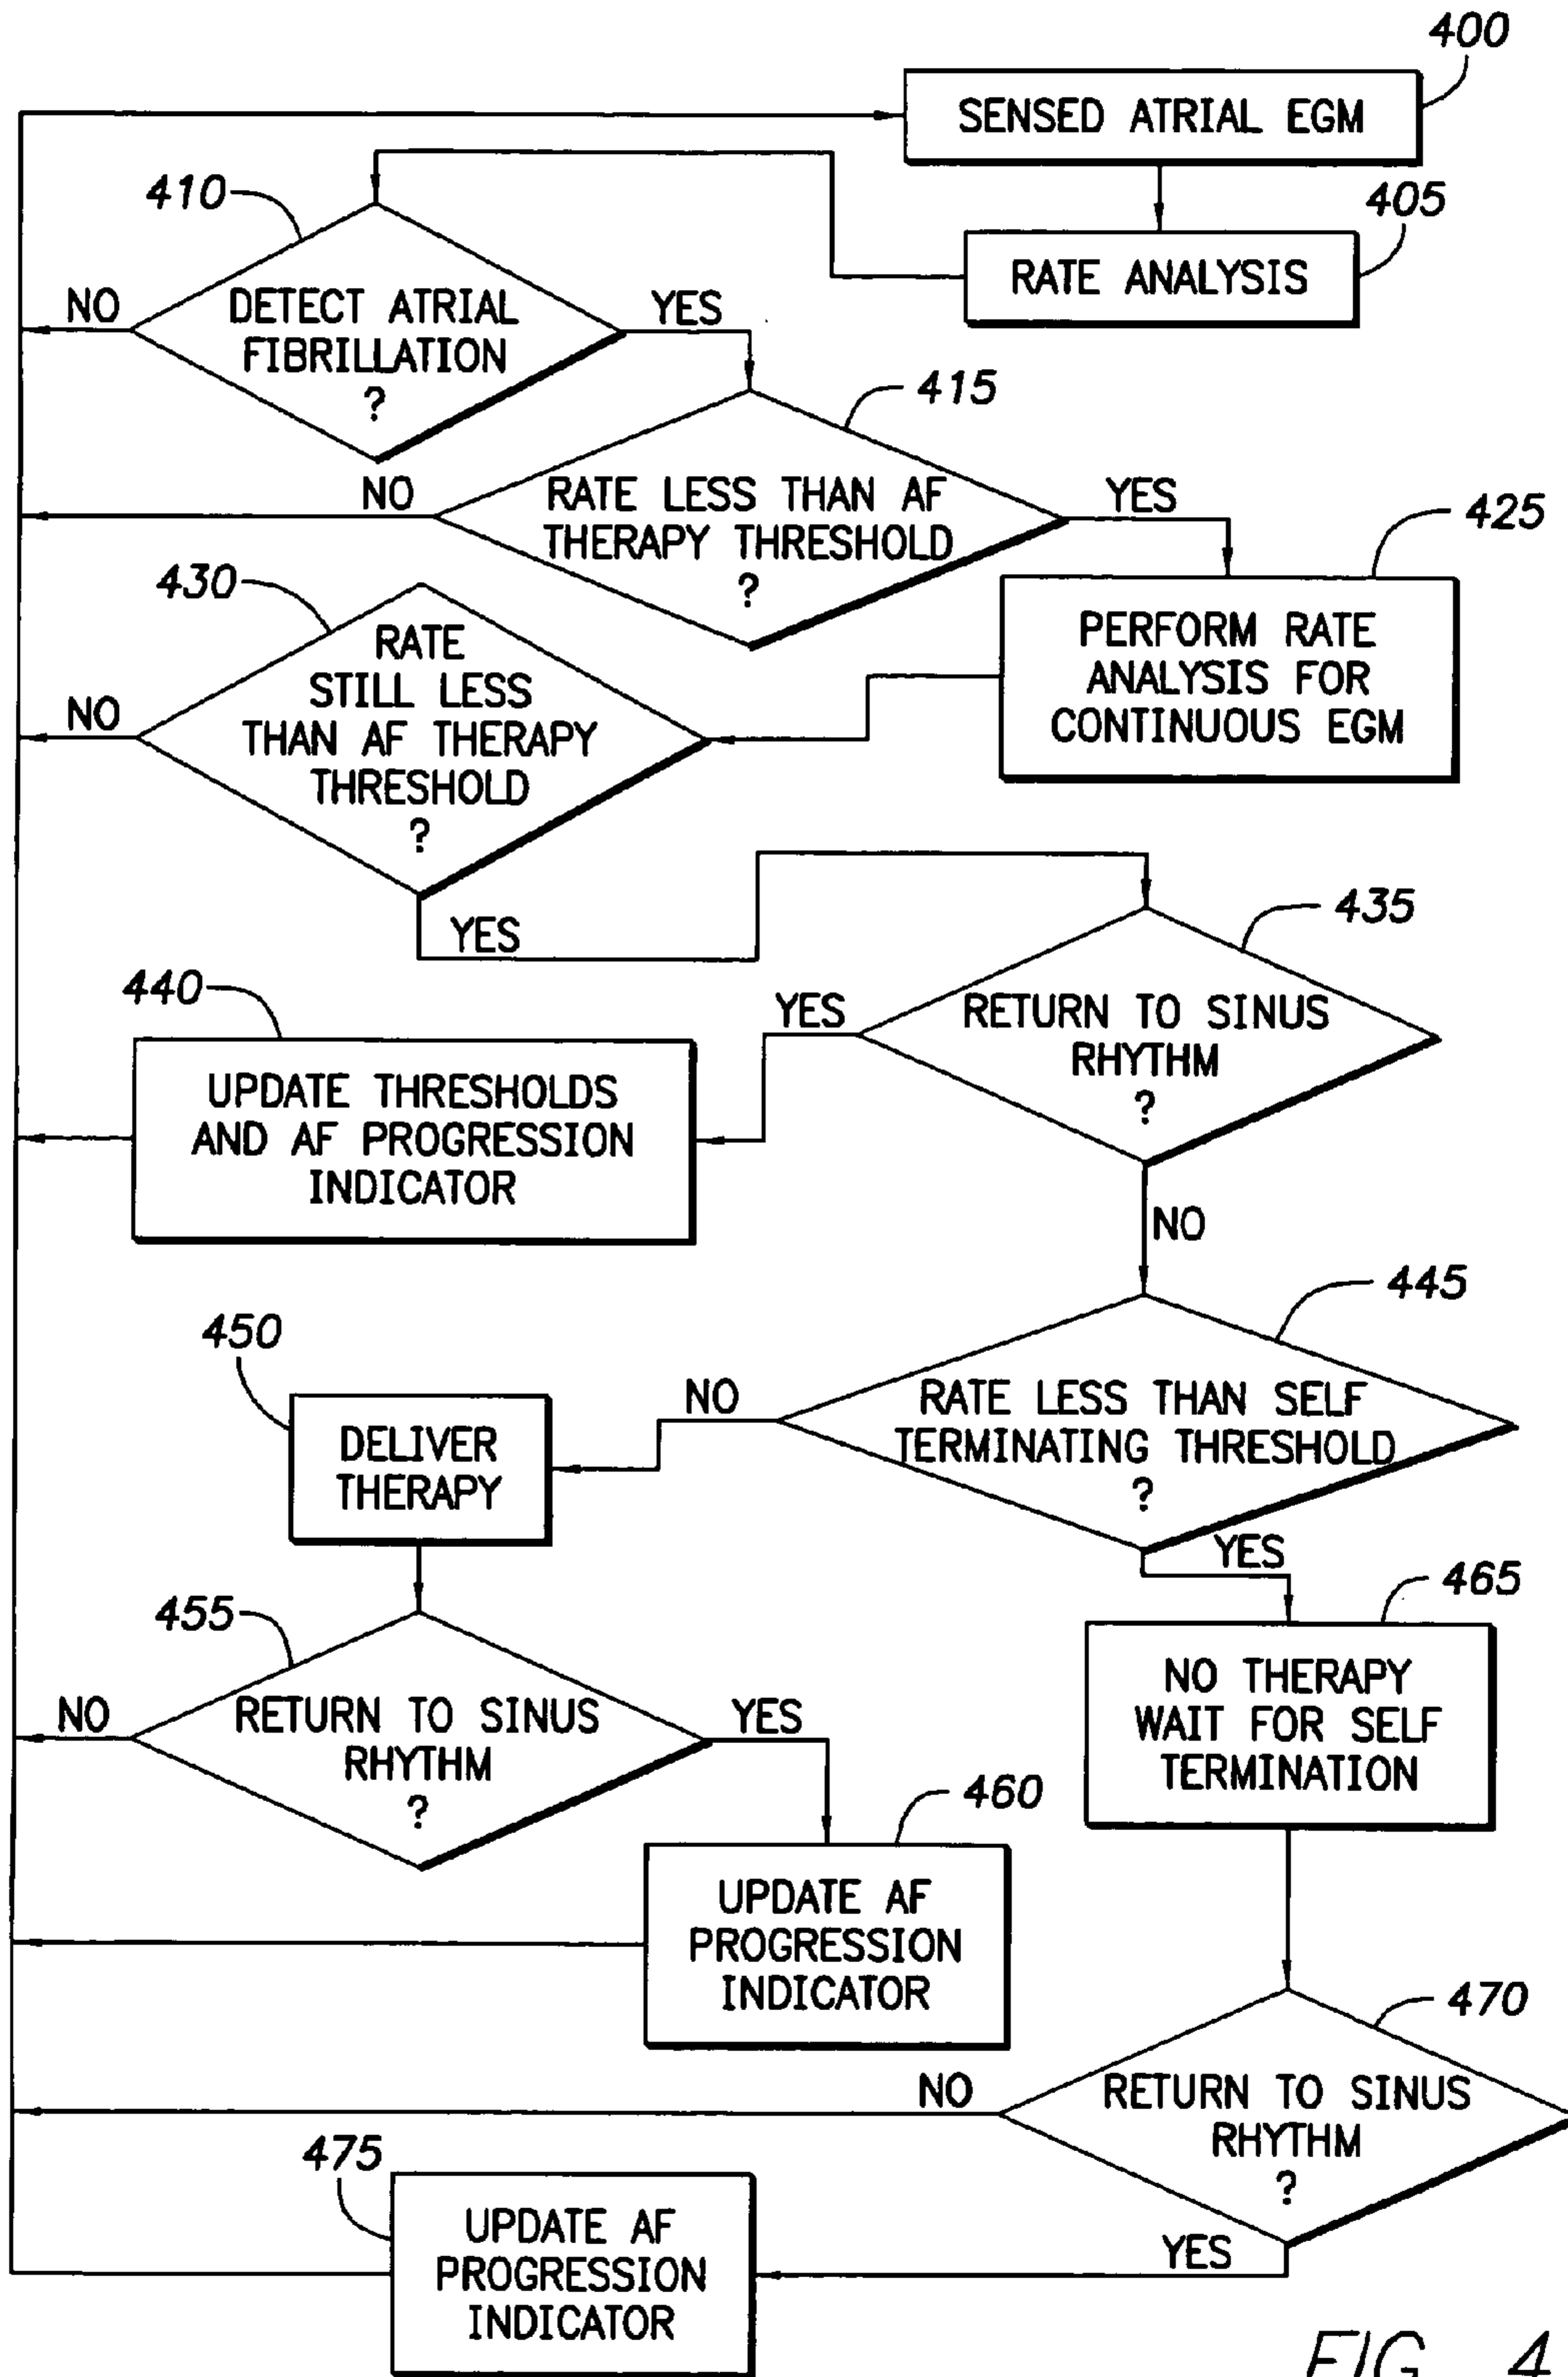 400
SENSED ATRIAL EGM
405
RATE ANALYSIS
410
DETECT ATRIAL
FIBRILLATION
?
NO
YES
415
RATE LESS THAN AF
THERAPY THRESHOLD
?
NO
YES
425
PERFORM RATE
ANALYSIS FOR
CONTINUOUS EGM
430
RATE
STILL LESS
THAN AF THERAPY
THRESHOLD
?
NO
YES
435
RETURN TO SINUS
RHYTHM
?
YES
NO
440
UPDATE THRESHOLDS
AND AF PROGRESSION
INDICATOR
445
RATE LESS THAN SELF
TERMINATING THRESHOLD
?
NO
YES
450
DELIVER
THERAPY
455
RETURN TO SINUS
RHYTHM
?
NO
YES
460
UPDATE AF
PROGRESSION
INDICATOR
465
NO THERAPY
WAIT FOR SELF
TERMINATION
470
RETURN TO SINUS
RHYTHM
?
NO
YES
475
UPDATE AF
PROGRESSION
INDICATOR
FIG. 4